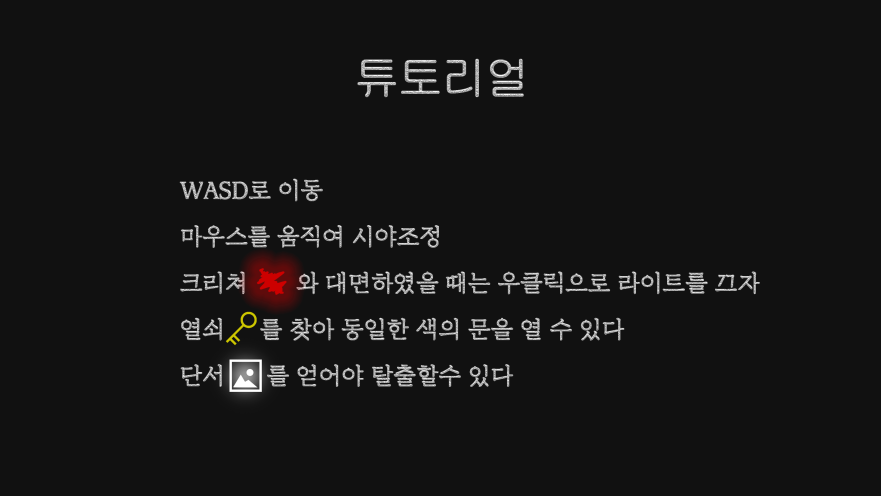 튜토리얼
WASD로 이동
마우스를 움직여 시야조정
크리쳐 와 대면하였을 때는 우클릭으로 라이트를 끄자
열쇠 를 찾아 동일한 색의 문을 열 수 있다
단서 를 얻어야 탈출할수 있다